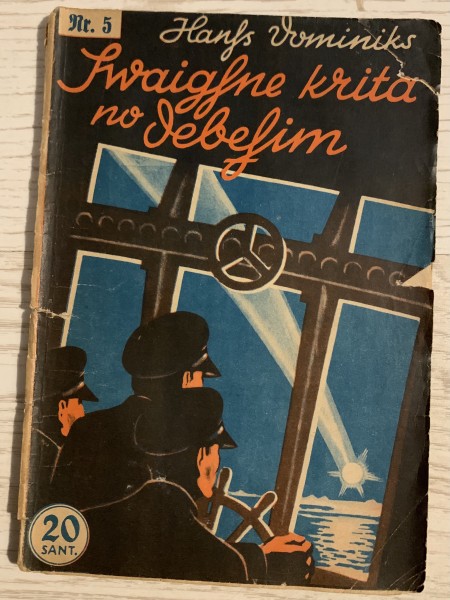 Nr. 5
Hanſs Dominiks
Swaigſne krita
no debeſim
20
SANT.